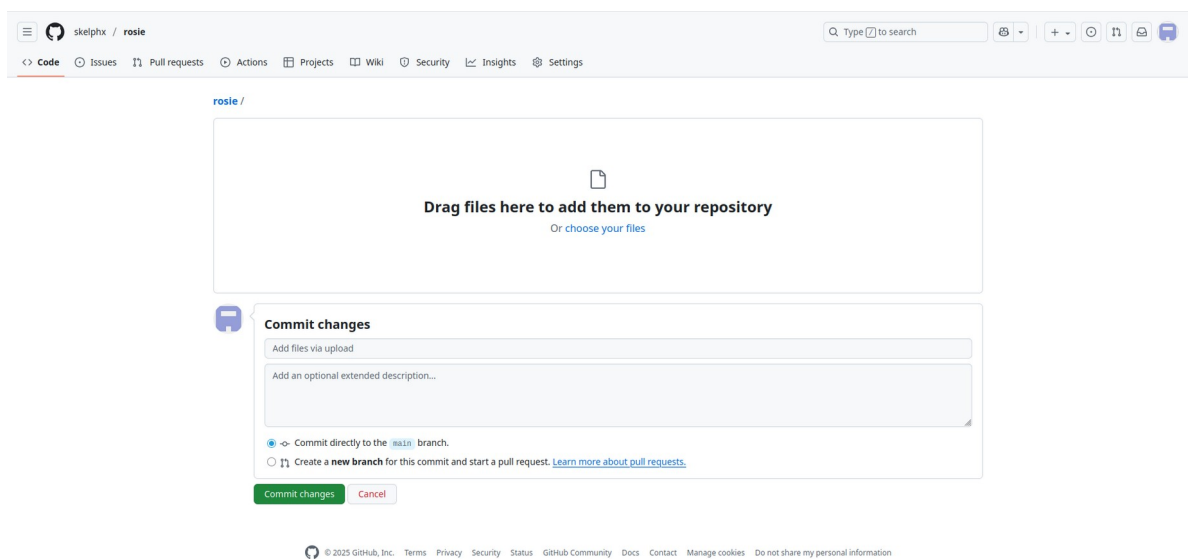 skelphx / rosie
Type / to search
Code Issues Pull requests Actions Projects Wiki Security Insights Settings
rosie /
Drag files here to add them to your repository
Or choose your files
Commit changes
Add files via upload
Add an optional extended description...
Commit directly to the main branch.
Create a new branch for this commit and start a pull request. Learn more about pull requests.
Commit changes Cancel
© 2025 GitHub, Inc. Terms Privacy Security Status GitHub Community Docs Contact Manage cookies Do not share my personal information